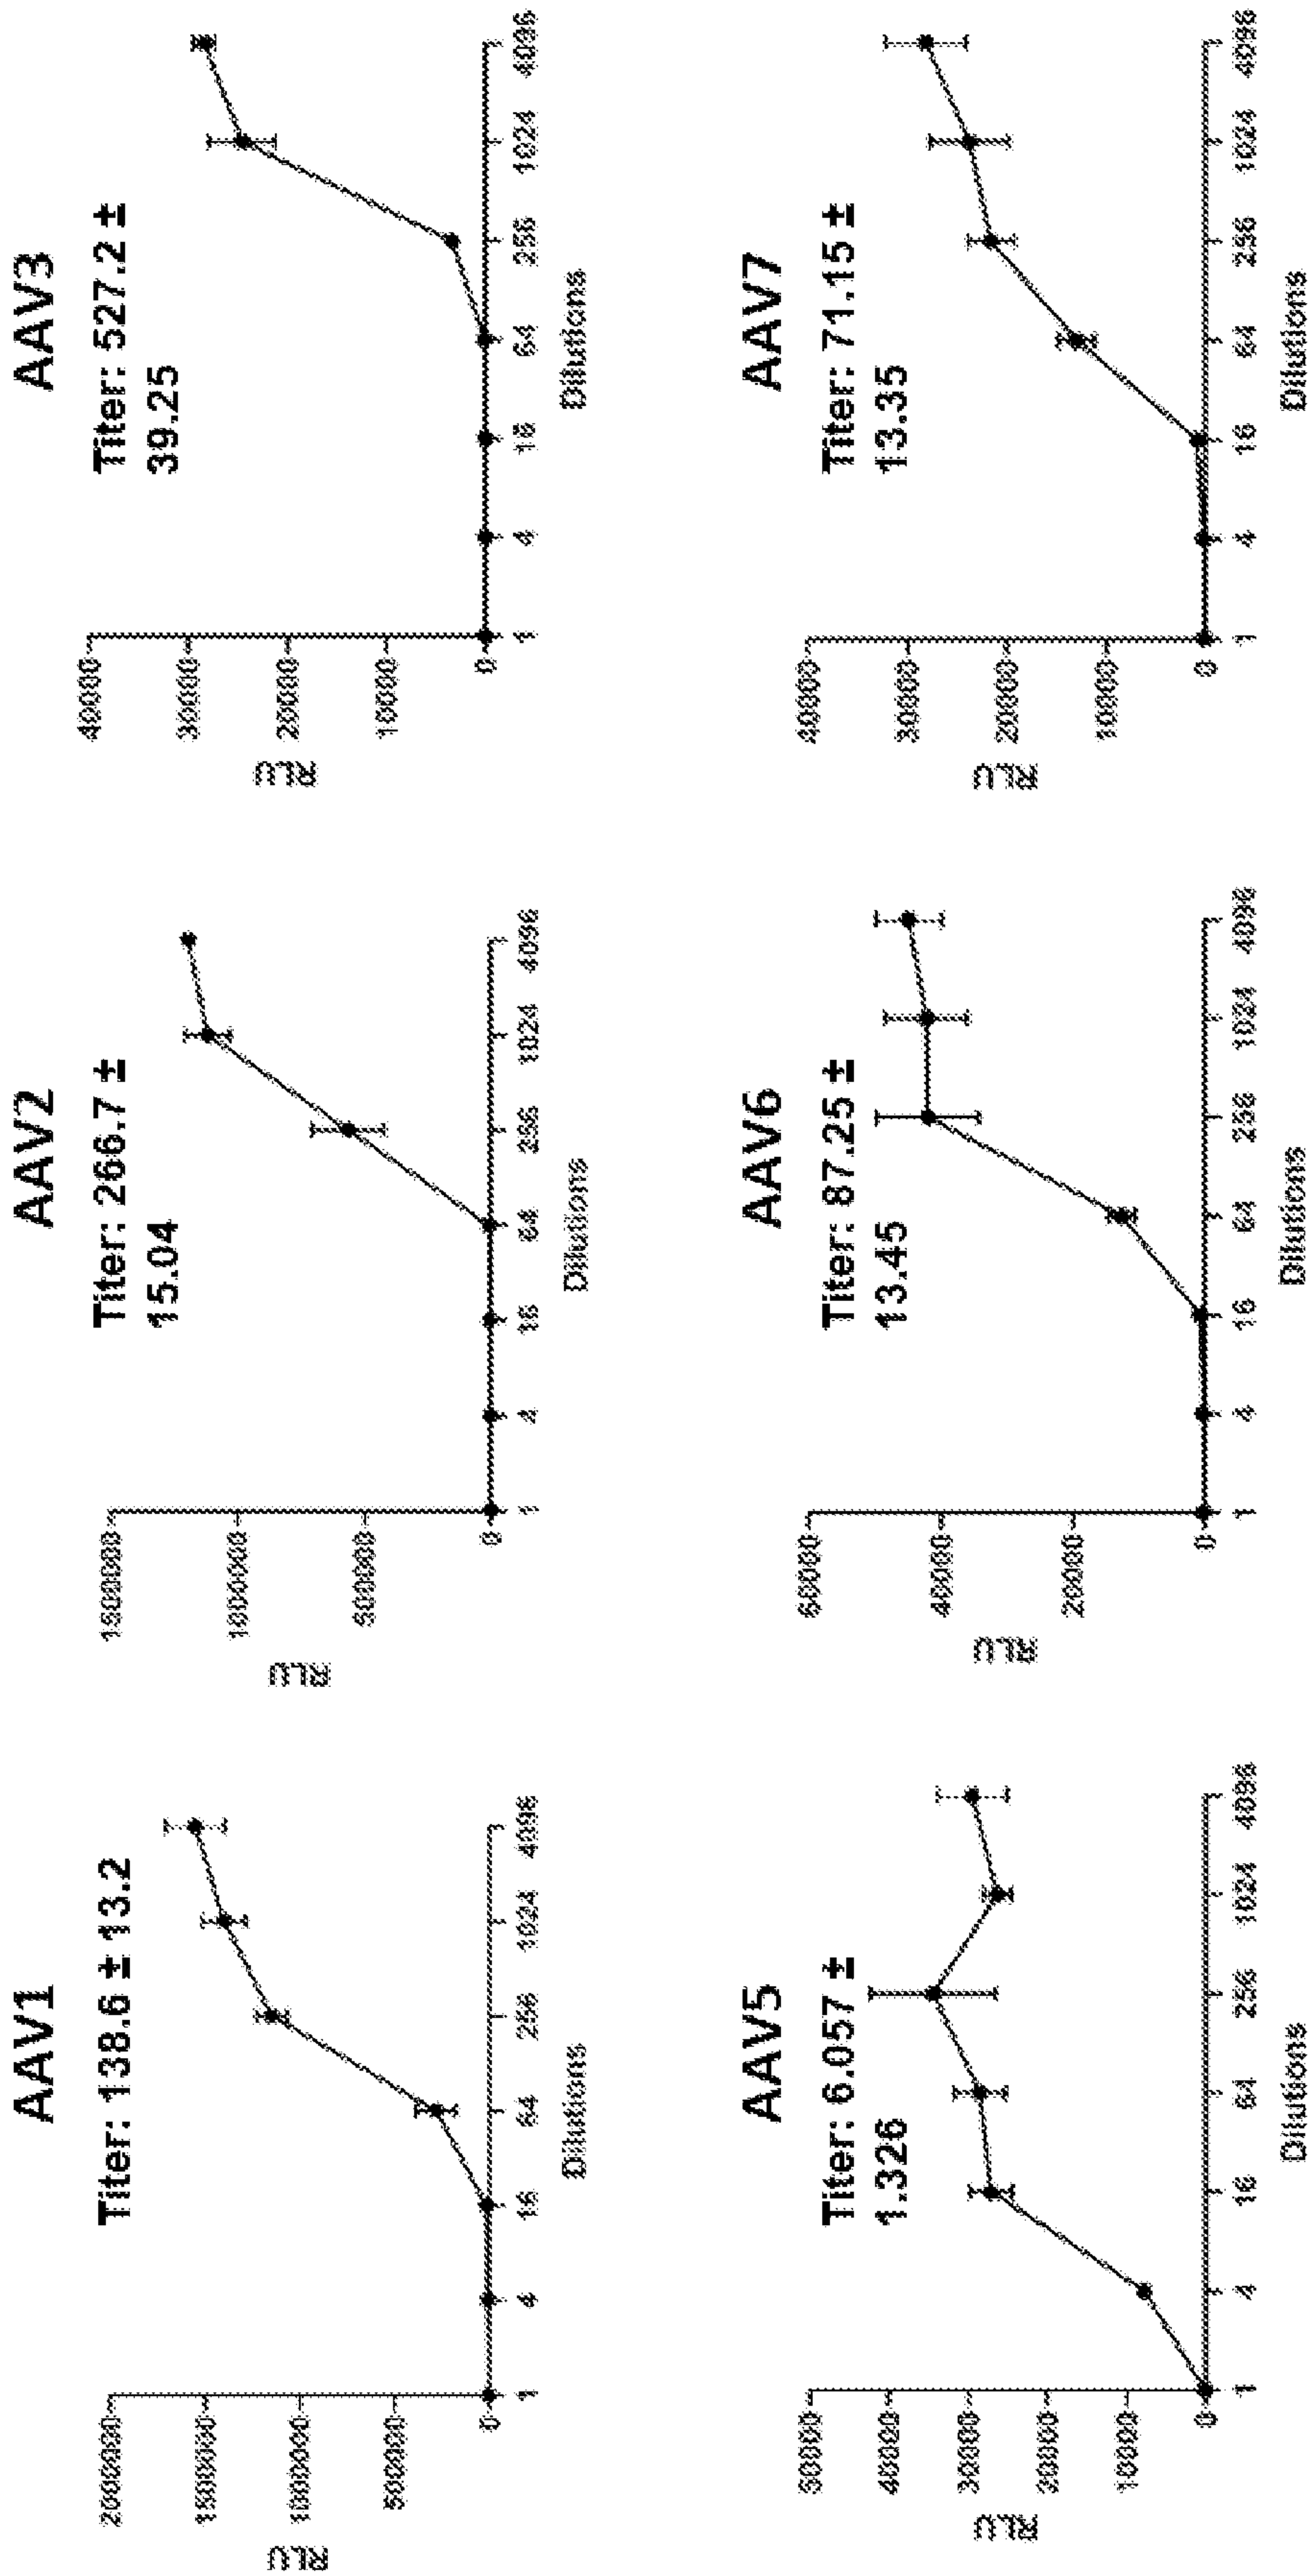 AAV1
Titer: 138.6 ± 13.2
RLU
2000000
1500000
1000000
500000
0
1 4 16 64 256 1024 4096
Dilutions
AAV2
Titer: 266.7 ±
15.04
RLU
1500000
1000000
500000
0
1 4 16 64 256 1024 4096
Dilutions
AAV3
Titer: 527.2 ±
39.25
RLU
40000
30000
20000
10000
0
1 4 16 64 256 1024 4096
Dilutions
AAV5
Titer: 6.057 ±
1.326
RLU
50000
40000
30000
20000
10000
0
1 4 16 64 256 1024 4096
Dilutions
AAV6
Titer: 87.25 ±
13.45
RLU
60000
40000
20000
0
1 4 16 64 256 1024 4096
Dilutions
AAV7
Titer: 71.15 ±
13.35
RLU
40000
30000
20000
10000
0
1 4 16 64 256 1024 4096
Dilutions